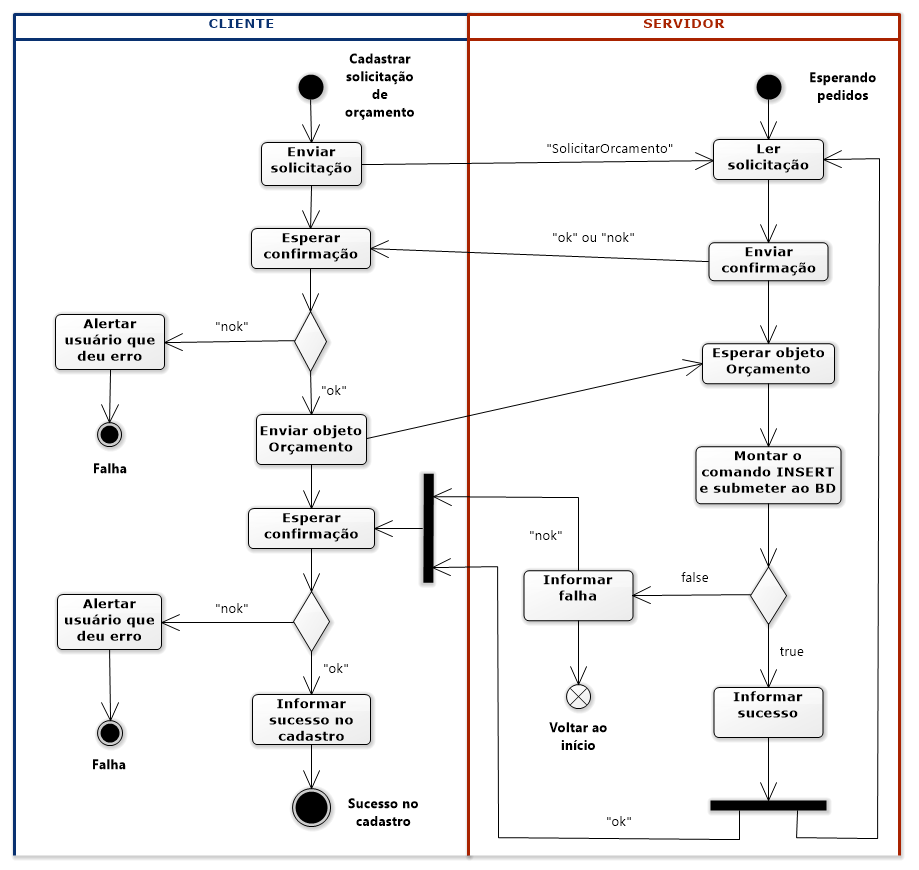 CLIENTE
SERVIDOR
Cadastrar
solicitação
de
orçamento
Esperando
pedidos
Enviar
solicitação
"SolicitarOrcamento"
Ler
solicitação
Esperar
confirmação
"ok" ou "nok"
Enviar
confirmação
Alertar
usuário que
deu erro
"nok"
"ok"
Falha
Esperar objeto
Orçamento
Enviar objeto
Orçamento
Montar o
comando INSERT
e submeter ao BD
Esperar
confirmação
"nok"
Informar
falha
false
true
Alertar
usuário que
deu erro
"nok"
"ok"
Falha
Informar
sucesso no
cadastro
Informar
sucesso
Voltar ao
início
Sucesso no
cadastro
"ok"